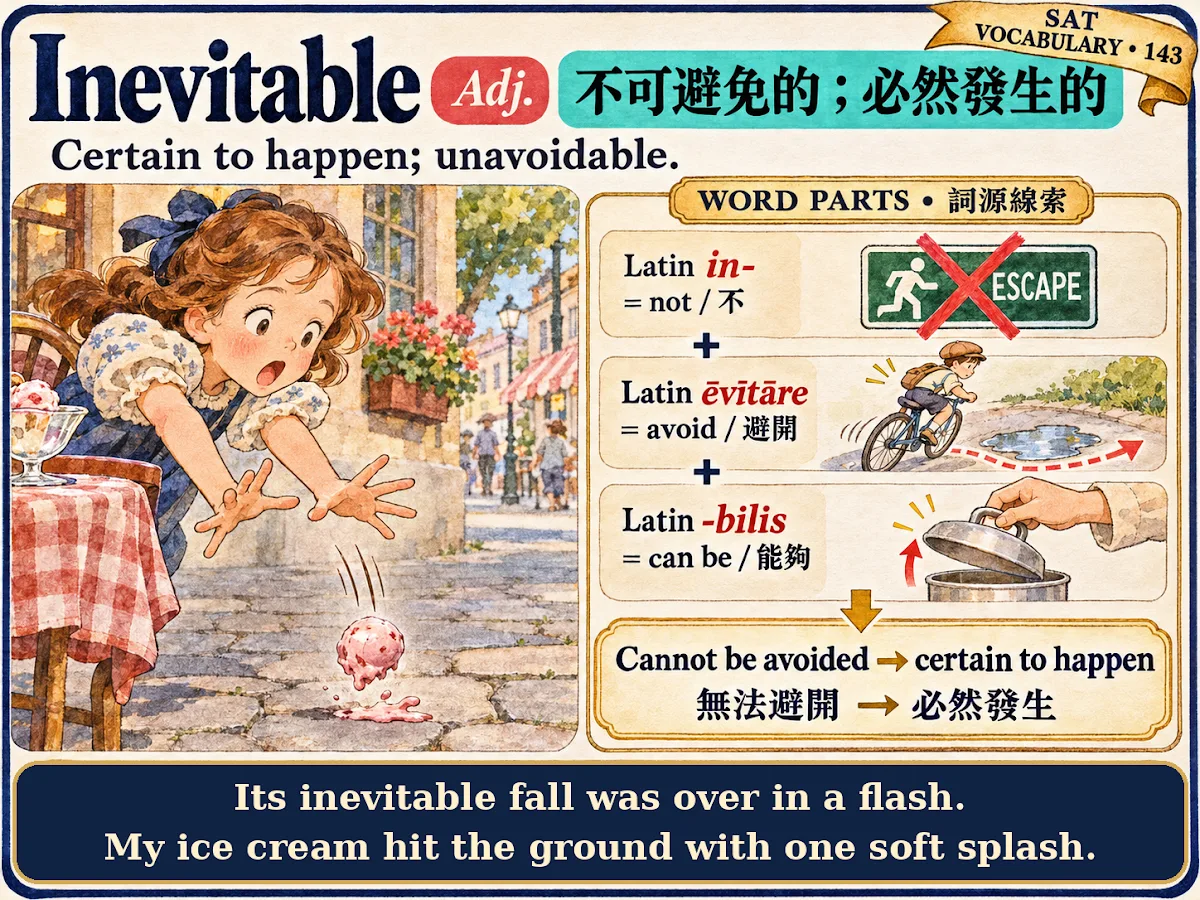 SAT
VOCABULARY • 143
Inevitable Adj. 不可避免的；必然發生的
Certain to happen; unavoidable.
WORD PARTS • 詞源線索
Latin in-
= not / 不
ESCAPE
+
Latin ēvītāre
= avoid / 避開
+
Latin -bilis
= can be / 能夠
Cannot be avoided → certain to happen
無法避開 → 必然發生
Its inevitable fall was over in a flash.
My ice cream hit the ground with one soft splash.